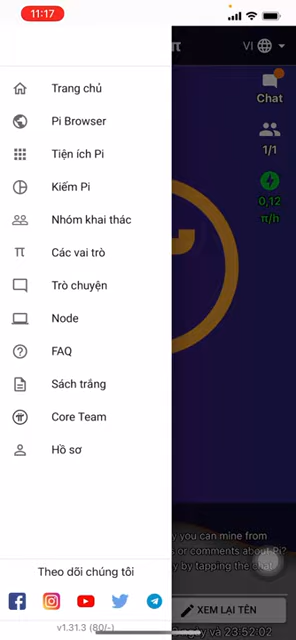 11:17
π
VI
Chat
1/1
0,12
π/h
Trang chủ
Pi Browser
Tiện ích Pi
Kiếm Pi
Nhóm khai thác
Các vai trò
Trò chuyện
Node
FAQ
Sách trắng
Core Team
Hồ sơ
y you can mine from
s or comments about Pi?
y by tapping the chat
XEM LẠI TÊN
Theo dõi chúng tôi
v1.31.3 (80/-)
ày và 23:52:02